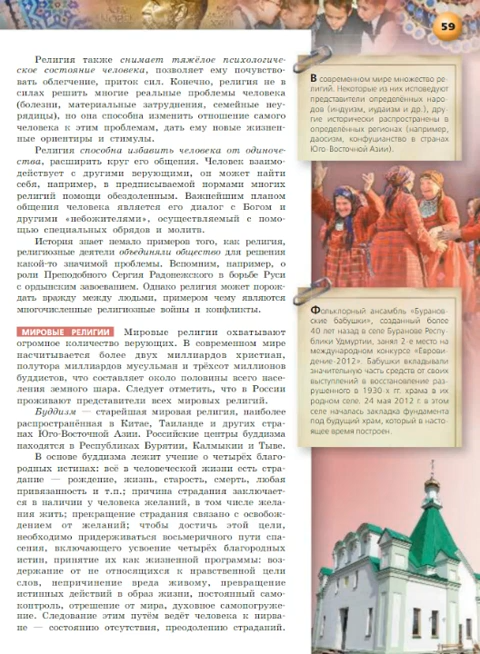 59
Религия также снимает тяжёлое психологиче-
ское состояние человека, позволяет ему почувство-
вать облегчение, приток сил. Конечно, религия не в
силах решить многие реальные проблемы человека
(болезни, материальные затруднения, семейные неу-
рядицы), но она способна изменить отношение самого
человека к этим проблемам, дать ему новые жизнен-
ные ориентиры и стимулы.
Религия способна избавить человека от одиноче-
ства, расширить круг его общения. Человек взаимо-
действует с другими верующими, он может найти
себя, например, в предписываемой нормами многих
религий помощи обездоленным. Важнейшим планом
общения человека является его диалог с Богом и
другими «небожителями», осуществляемый с помо-
щью специальных обрядов и молитв.
История знает немало примеров того, как религия,
религиозные деятели объединяли общество для решения
какой-то значимой проблемы. Вспомним, например, о
роли Преподобного Сергия Радонежского в борьбе Руси
с ордынским завоеванием. Однако религия может порож-
дать вражду между людьми, примером чему являются
многочисленные религиозные войны и конфликты.
МИРОВЫЕ РЕЛИГИИ Мировые религии охватывают
огромное количество верующих. В современном мире
насчитывается более двух миллиардов христиан,
полутора миллиардов мусульман и трёхсот миллионов
буддистов, что составляет около половины всего насе-
ления земного шара. Следует отметить, что в России
проживают представители всех мировых религий.
Буддизм — старейшая мировая религия, наиболее
распространённая в Китае, Таиланде и других стра-
нах Юго-Восточной Азии. Российские центры буддизма
находятся в Республиках Бурятии, Калмыкии и Тыве.
В основе буддизма лежит учение о четырёх благо-
родных истинах: всё в человеческой жизни есть стра-
дание — рождение, жизнь, старость, смерть, любая
привязанность и т.п.; причина страдания заключает-
ся в наличии у человека желаний, в том числе жела-
ния жить; прекращение страдания связано с освобож-
дением от желаний; чтобы достичь этой цели,
необходимо придерживаться восьмеричного пути спа-
сения, включающего усвоение четырёх благородных
истин, принятие их как жизненной программы: воз-
держание от не относящихся к нравственной цели
слов, непричинение вреда живому, превращение
истинных действий в образ жизни, постоянный само-
контроль, отрешение от мира, духовное самопогруже-
ние. Следование этим путём ведёт человека к нирва-
не — состоянию отсутствия, преодолению страданий.
В современном мире множество ре-
лигий. Некоторые из них исповедуют
представители определённых наро-
дов (индуизм, иудаизм и др.), дру-
гие исторически распространены в
определённых регионах (например,
даосизм, конфуцианство в странах
Юго-Восточной Азии).
Фольклорный ансамбль «Буранов-
ские бабушки», созданный более
40 лет назад в селе Бураново Респу-
блики Удмуртии, занял 2-е место на
международном конкурсе «Еврови-
дение-2012». Бабушки вкладывали
значительную часть средств от своих
выступлений в восстановление раз-
рушенного в 1930-х гг. храма в их
родном селе. 24 мая 2012 г. в этом
селе началась закладка фундамента
под будущий храм, который в насто-
ящее время построен.